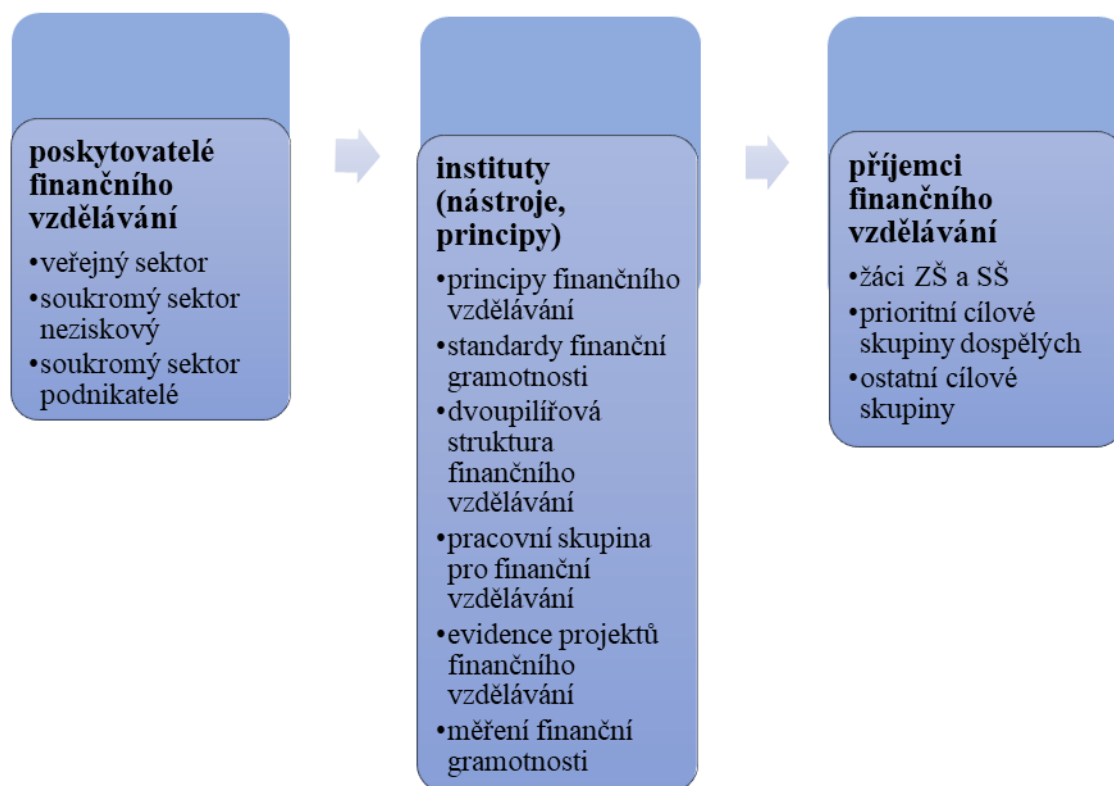 poskytovatelé
finančního
vzdělávání
•veřejný sektor
•soukromý sektor
neziskový
•soukromý sektor
podnikatelé
instituty
(nástroje,
principy)
•principy finančního
vzdělávání
•standardy finanční
gramotnosti
•dvoupilířová
struktura
finančního
vzdělávání
•pracovní skupina
pro finanční
vzdělávání
•evidence projektů
finančního
vzdělávání
•měření finanční
gramotnosti
příjemci
finančního
vzdělávání
•žáci ZŠ a SŠ
•prioritní cílové
skupiny dospělých
•ostatní cílové
skupiny